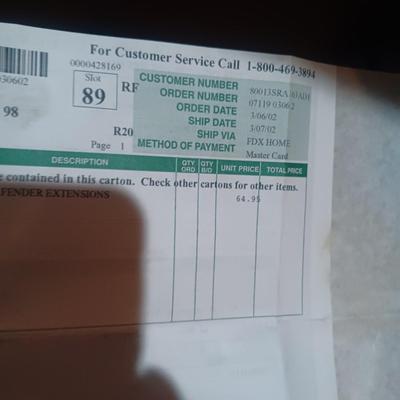 For Customer Service Call 1-800-469-3894
0000428169
030602
Slot
89
RF
98
R20
Page 1
CUSTOMER NUMBER
ORDER NUMBER 07119 03062
ORDER DATE 3/06/02
SHIP DATE 3/07/02
SHIP VIA FDX HOME
METHOD OF PAYMENT Master Card
DESCRIPTION QTY ORD QTY B/O UNIT PRICE TOTAL PRICE
contained in this carton. Check other cartons for other items.
FENDER EXTENSIONS 64.95